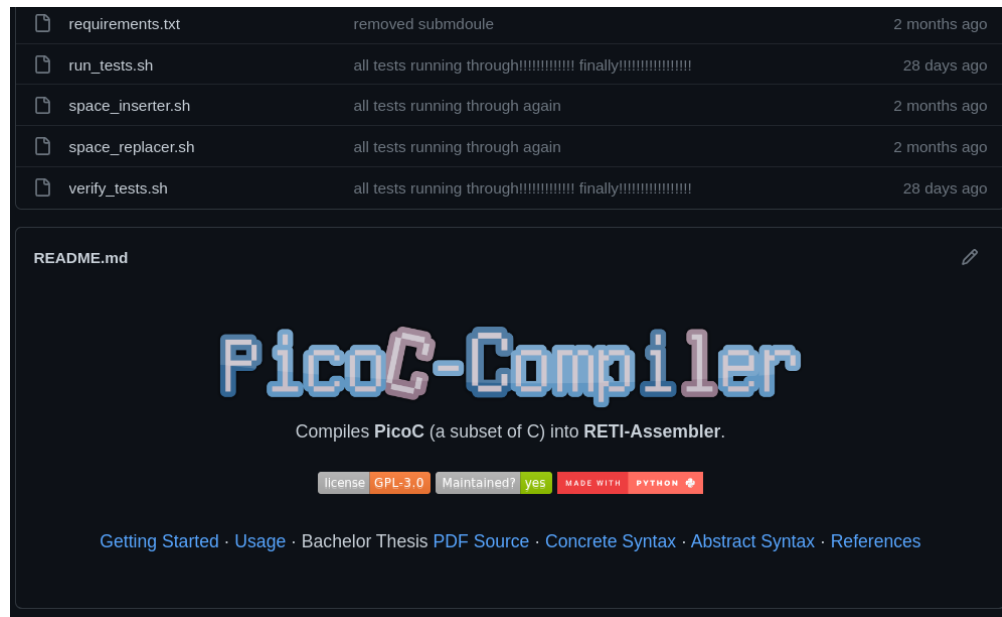 requirements.txt removed submdoule 2 months ago
run_tests.sh all tests running through!!!!!!!!!!!!! finally!!!!!!!!!!!!!!!!! 28 days ago
space_inserter.sh all tests running through again 2 months ago
space_replacer.sh all tests running through again 2 months ago
verify_tests.sh all tests running through!!!!!!!!!!!!! finally!!!!!!!!!!!!!!!!! 28 days ago
README.md
PicoC-Compiler
Compiles PicoC (a subset of C) into RETI-Assembler.
license GPL-3.0 Maintained? yes MADE WITH PYTHON
Getting Started · Usage · Bachelor Thesis PDF Source · Concrete Syntax · Abstract Syntax · References